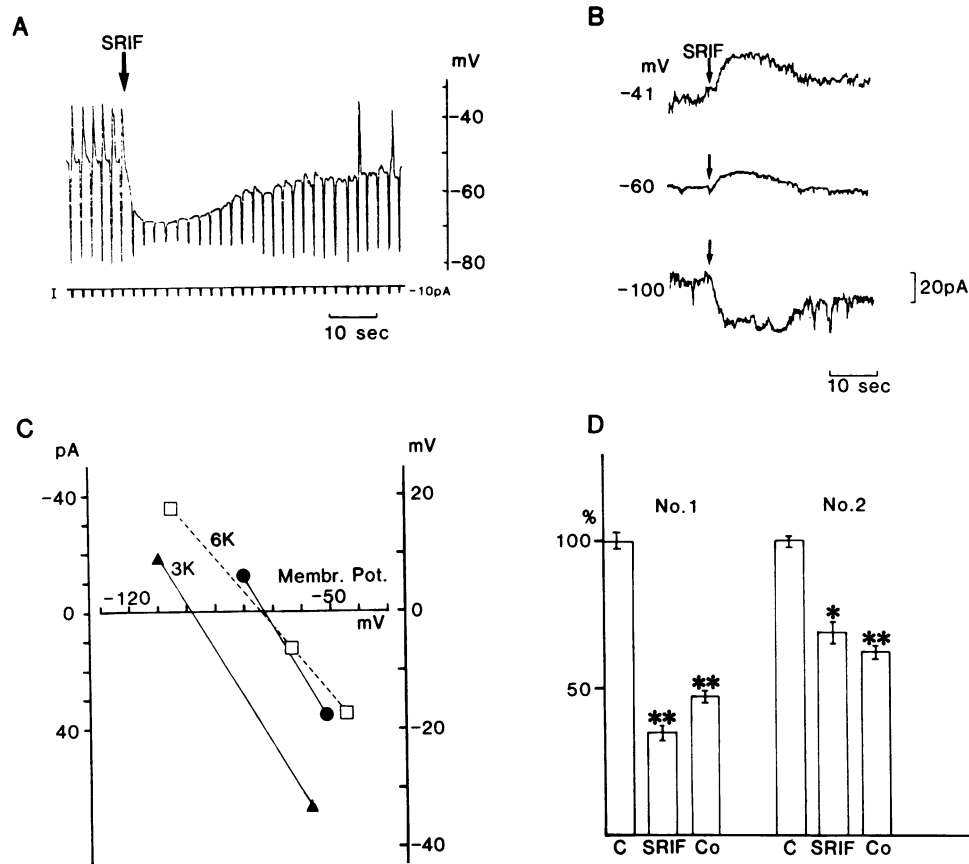 A
SRIF
mV
-40
-60
-80
I
-10pA
10 sec
B
SRIF
mV
-41
-60
-100
20pA
10 sec
C
pA
mV
-40
20
6K
3K
Membr. Pot.
-120
-50
0
0
mV
40
-20
-40
D
No.1
No.2
%
100
50
** ** * **
C SRIF Co C SRIF Co